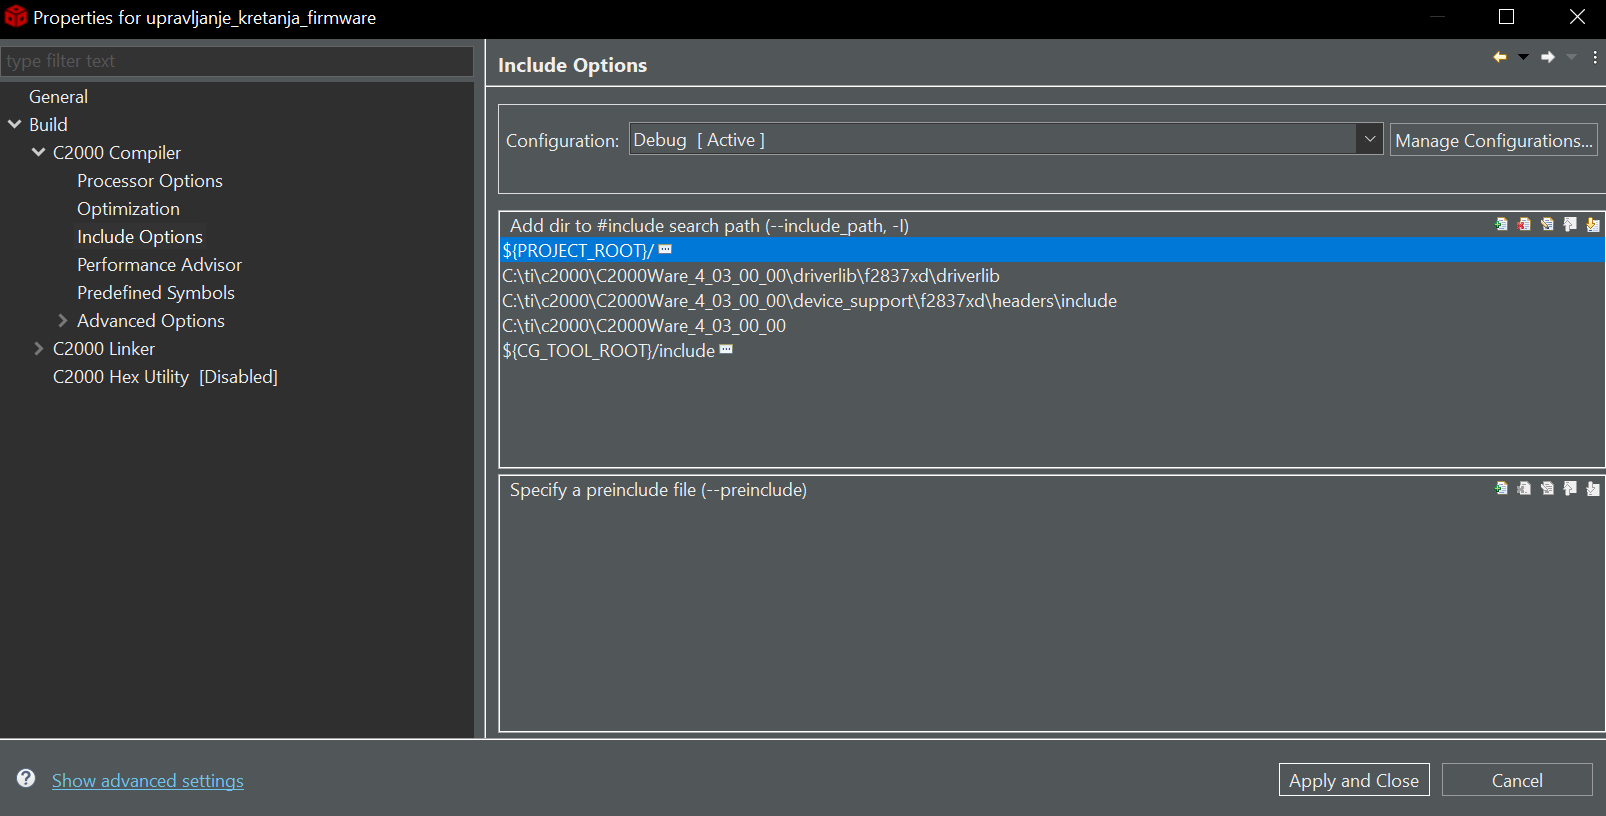 Properties for upravljanje_kretanja_firmware
type filter text
General
Build
C2000 Compiler
Processor Options
Optimization
Include Options
Performance Advisor
Predefined Symbols
Advanced Options
C2000 Linker
C2000 Hex Utility [Disabled]
Include Options
Configuration: Debug [ Active ] Manage Configurations...
Add dir to #include search path (--include_path, -I)
${PROJECT_ROOT}/
C:\ti\c2000\C2000Ware_4_03_00_00\driverlib\f2837xd\driverlib
C:\ti\c2000\C2000Ware_4_03_00_00\device_support\f2837xd\headers\include
C:\ti\c2000\C2000Ware_4_03_00_00
${CG_TOOL_ROOT}/include
Specify a preinclude file (--preinclude)
? Show advanced settings
Apply and Close Cancel